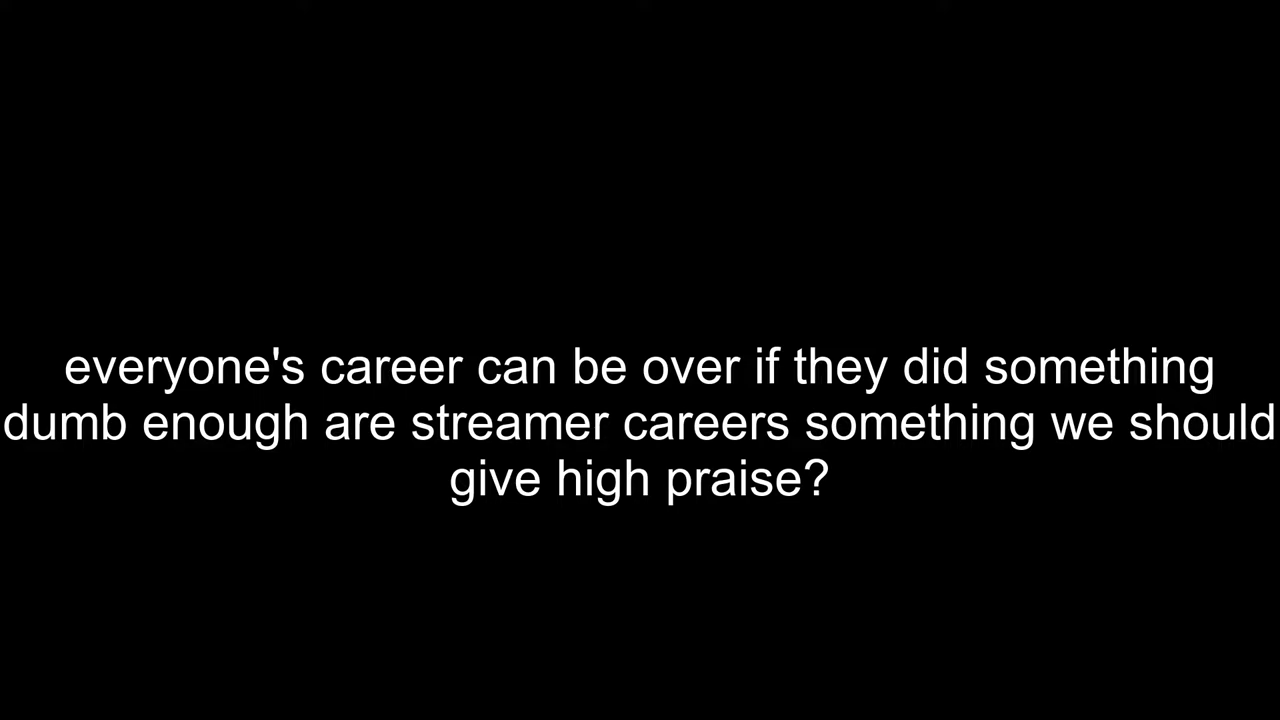 everyone's career can be over if they did something
dumb enough are streamer careers something we should
give high praise?